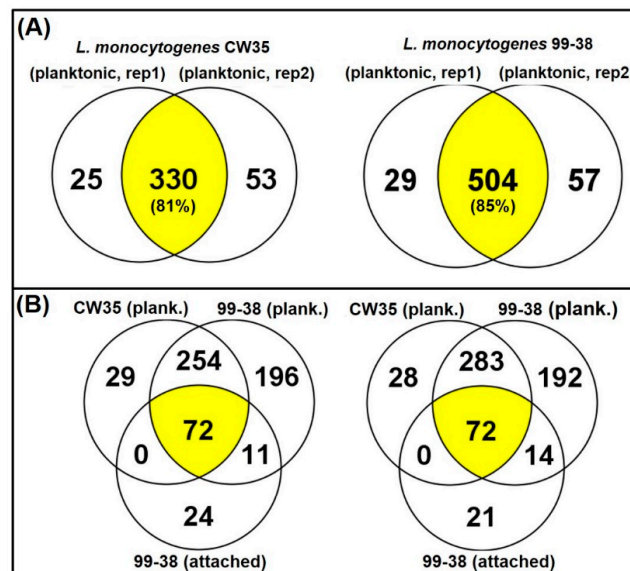 (A)
L. monocytogenes CW35
(planktonic, rep1) (planktonic, rep2)
25 330 53
(81%)
L. monocytogenes 99-38
(planktonic, rep1) (planktonic, rep2
29 504 57
(85%)
(B)
CW35 (plank.) 99-38 (plank.)
29 254 196
72
0 11
24
99-38 (attached)
CW35 (plank.) 99-38 (plank.)
28 283 192
72
0 14
21
99-38 (attached)